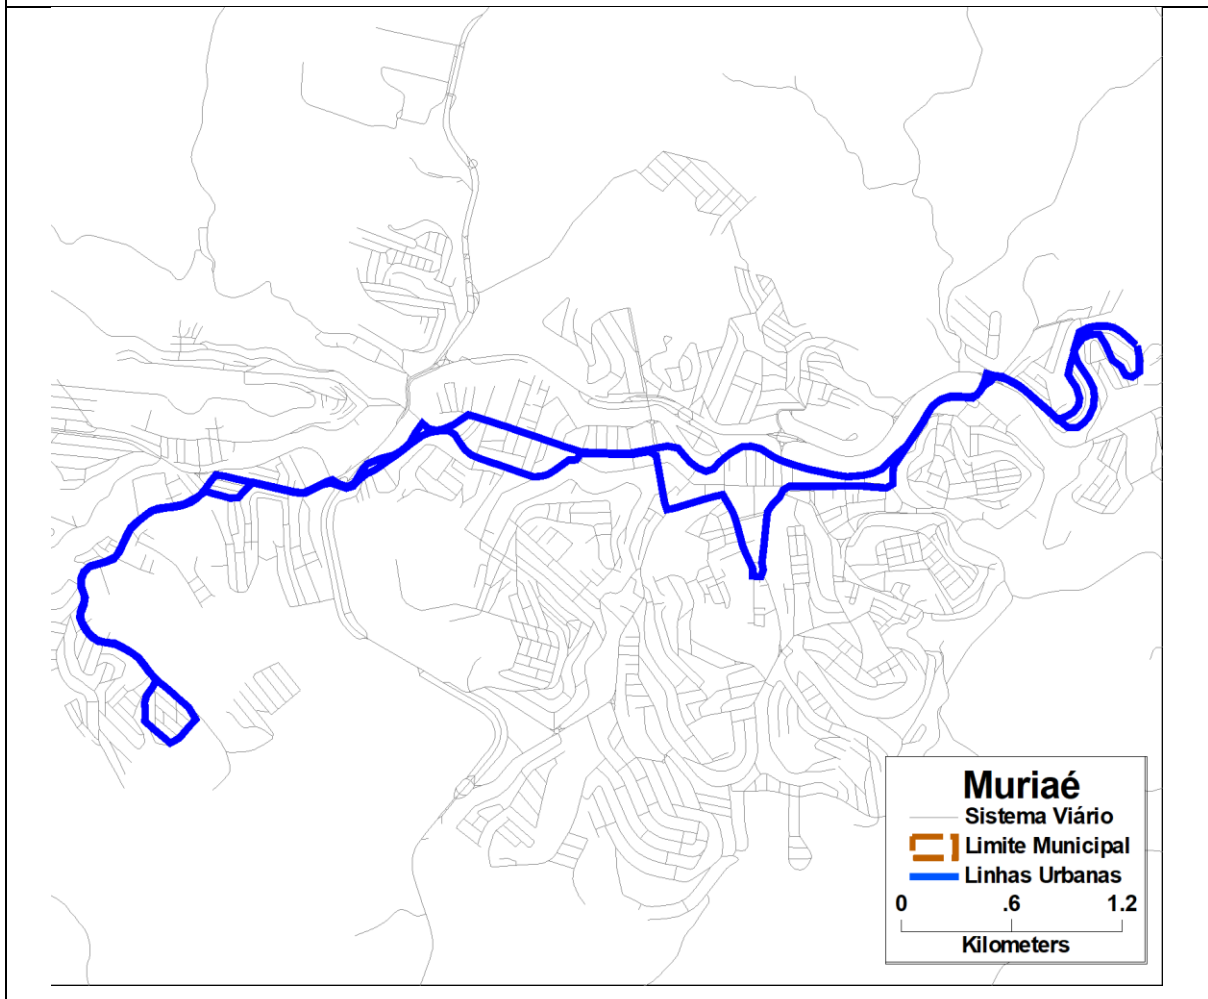 Muriaé
Sistema Viário
Limite Municipal
Linhas Urbanas
0 .6 1.2
Kilometers